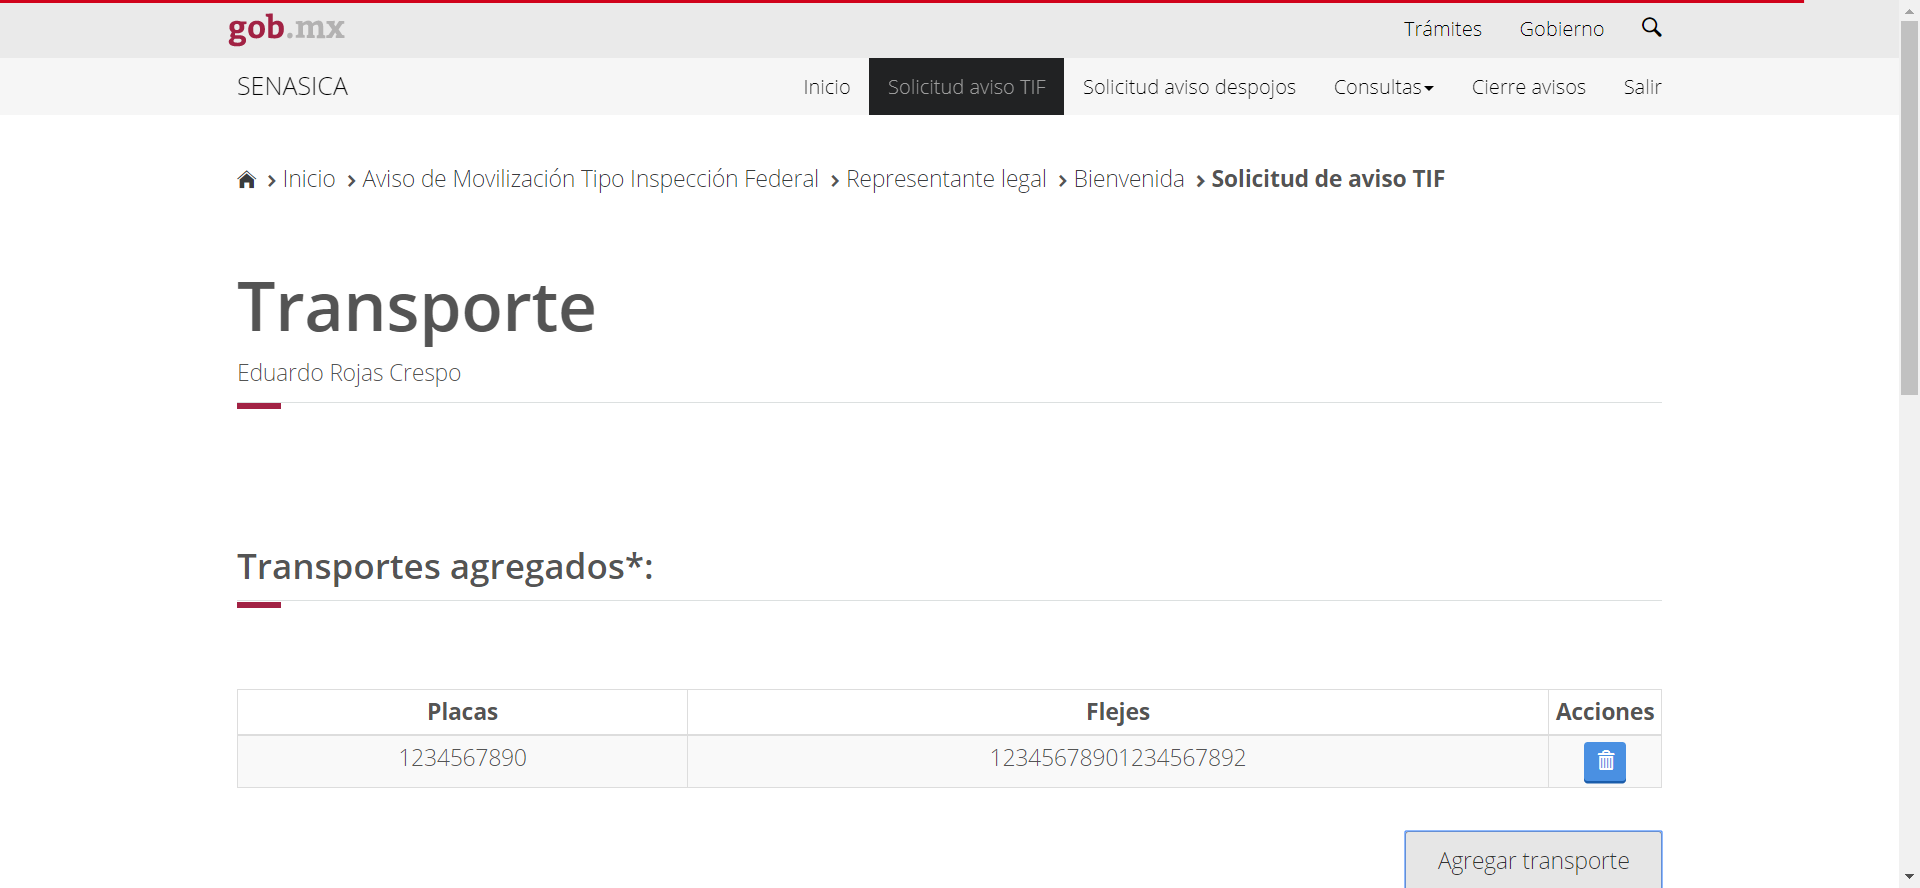 gob.mx
Trámites Gobierno
SENASICA
Inicio Solicitud aviso TIF Solicitud aviso despojos Consultas Cierre avisos Salir
Inicio Aviso de Movilización Tipo Inspección Federal Representante legal Bienvenida Solicitud de aviso TIF
Transporte
Eduardo Rojas Crespo
Transportes agregados*:
Placas Flejes Acciones
1234567890 12345678901234567892
Agregar transporte